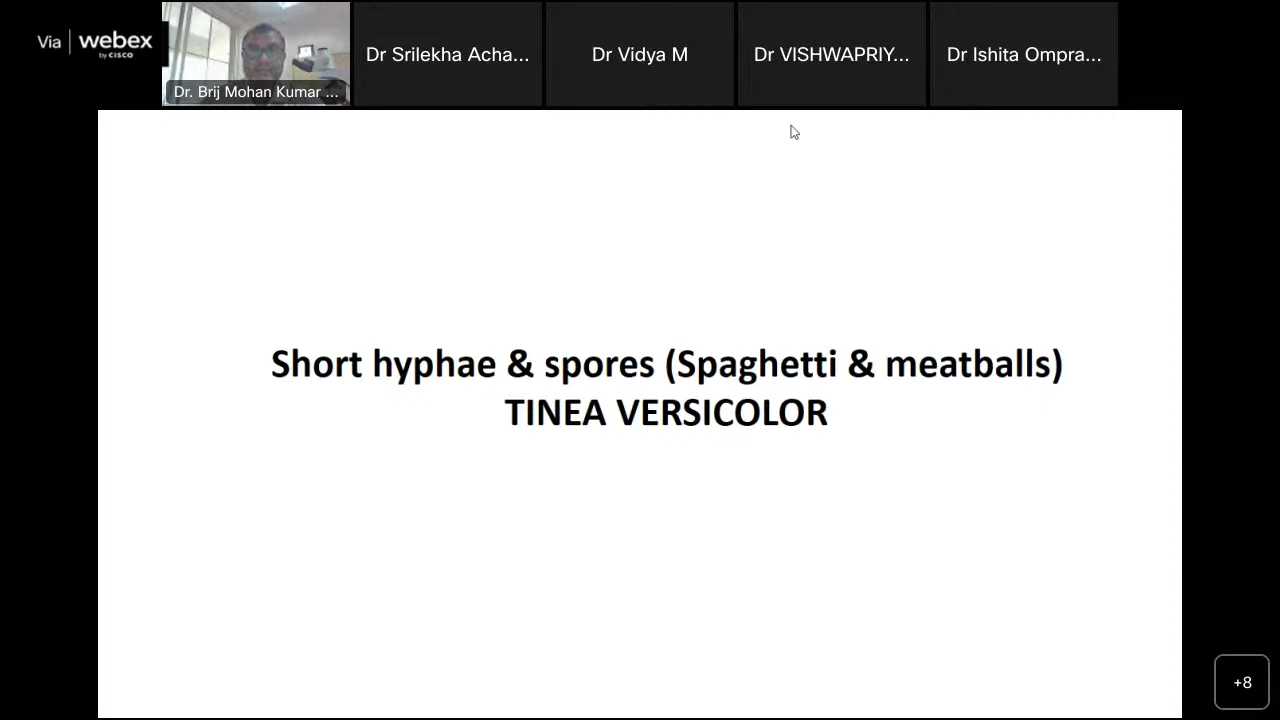 Via webex
by CISCO
Dr. Brij Mohan Kumar ...
Dr Srilekha Acha...
Dr Vidya M
Dr VISHWAPRIY...
Dr Ishita Ompra...
Short hyphae & spores (Spaghetti & meatballs)
TINEA VERSICOLOR
+8